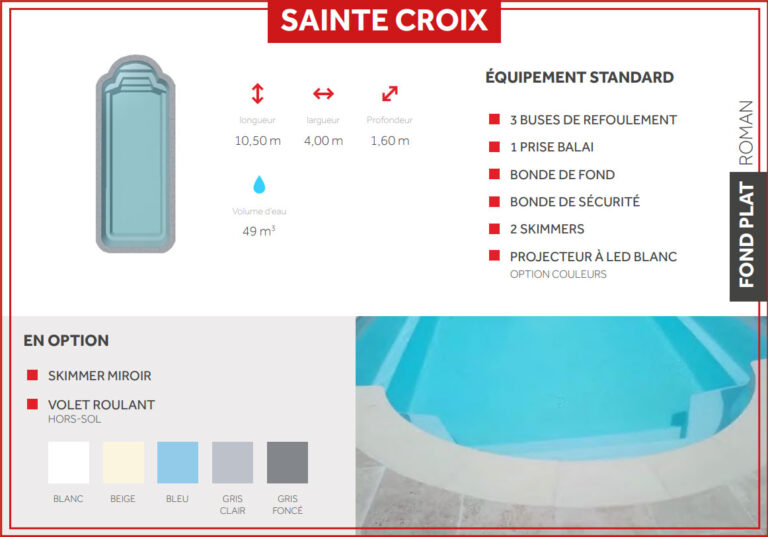 SAINTE CROIX
longueur
largueur
Profondeur
10,50 m
4,00 m
1,60 m
Volume d'eau
49 m³
ÉQUIPEMENT STANDARD
3 BUSES DE REFOULEMENT
1 PRISE BALAI
BONDE DE FOND
BONDE DE SÉCURITÉ
2 SKIMMERS
PROJECTEUR À LED BLANC
OPTION COULEURS
FOND PLAT ROMAN
EN OPTION
SKIMMER MIROIR
VOLET ROULANT
HORS-SOL
BLANC
BEIGE
BLEU
GRIS
CLAIR
GRIS
FONCÉ